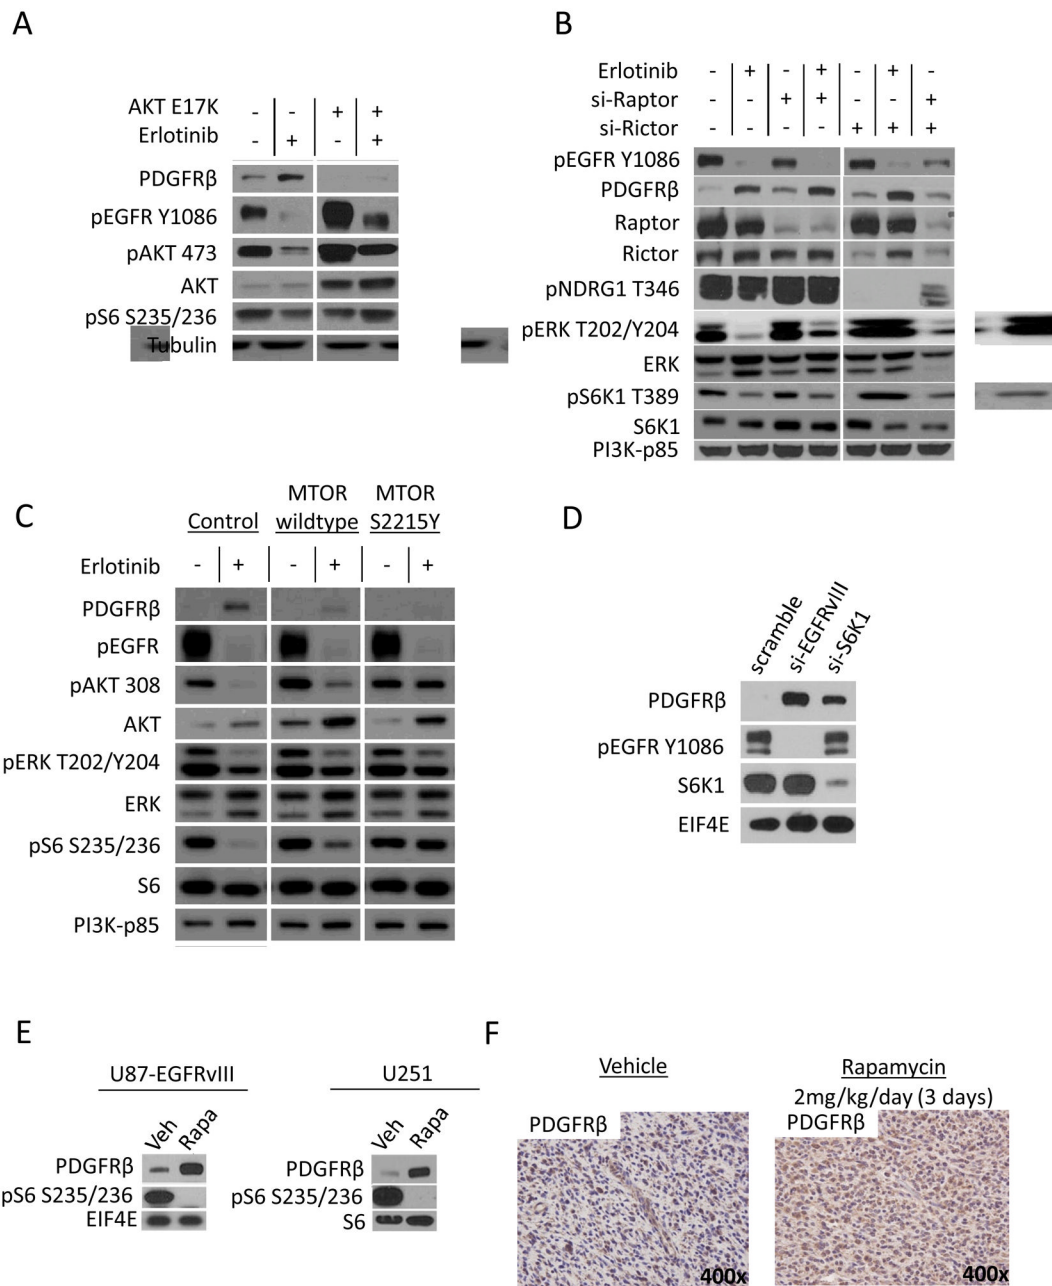 A
AKT E17K - - + +
Erlotinib - + - +
PDGFRβ
pEGFR Y1086
pAKT 473
AKT
pS6 S235/236
Tubulin
B
Erlotinib - + - + - + -
si-Raptor - - + + - - +
si-Rictor - - - - + + +
pEGFR Y1086
PDGFRβ
Raptor
Rictor
pNDRG1 T346
pERK T202/Y204
ERK
pS6K1 T389
S6K1
PI3K-p85
C
Control MTOR wildtype MTOR S2215Y
Erlotinib - + - + - +
PDGFRβ
pEGFR
pAKT 308
AKT
pERK T202/Y204
ERK
pS6 S235/236
S6
PI3K-p85
D
scramble si-EGFRvIII si-S6K1
PDGFRβ
pEGFR Y1086
S6K1
EIF4E
E
U87-EGFRvIII
Veh Rapa
PDGFRβ
pS6 S235/236
EIF4E
U251
Veh Rapa
PDGFRβ
pS6 S235/236
S6
F
Vehicle
PDGFRβ
400x
Rapamycin
2mg/kg/day (3 days)
PDGFRβ
400x